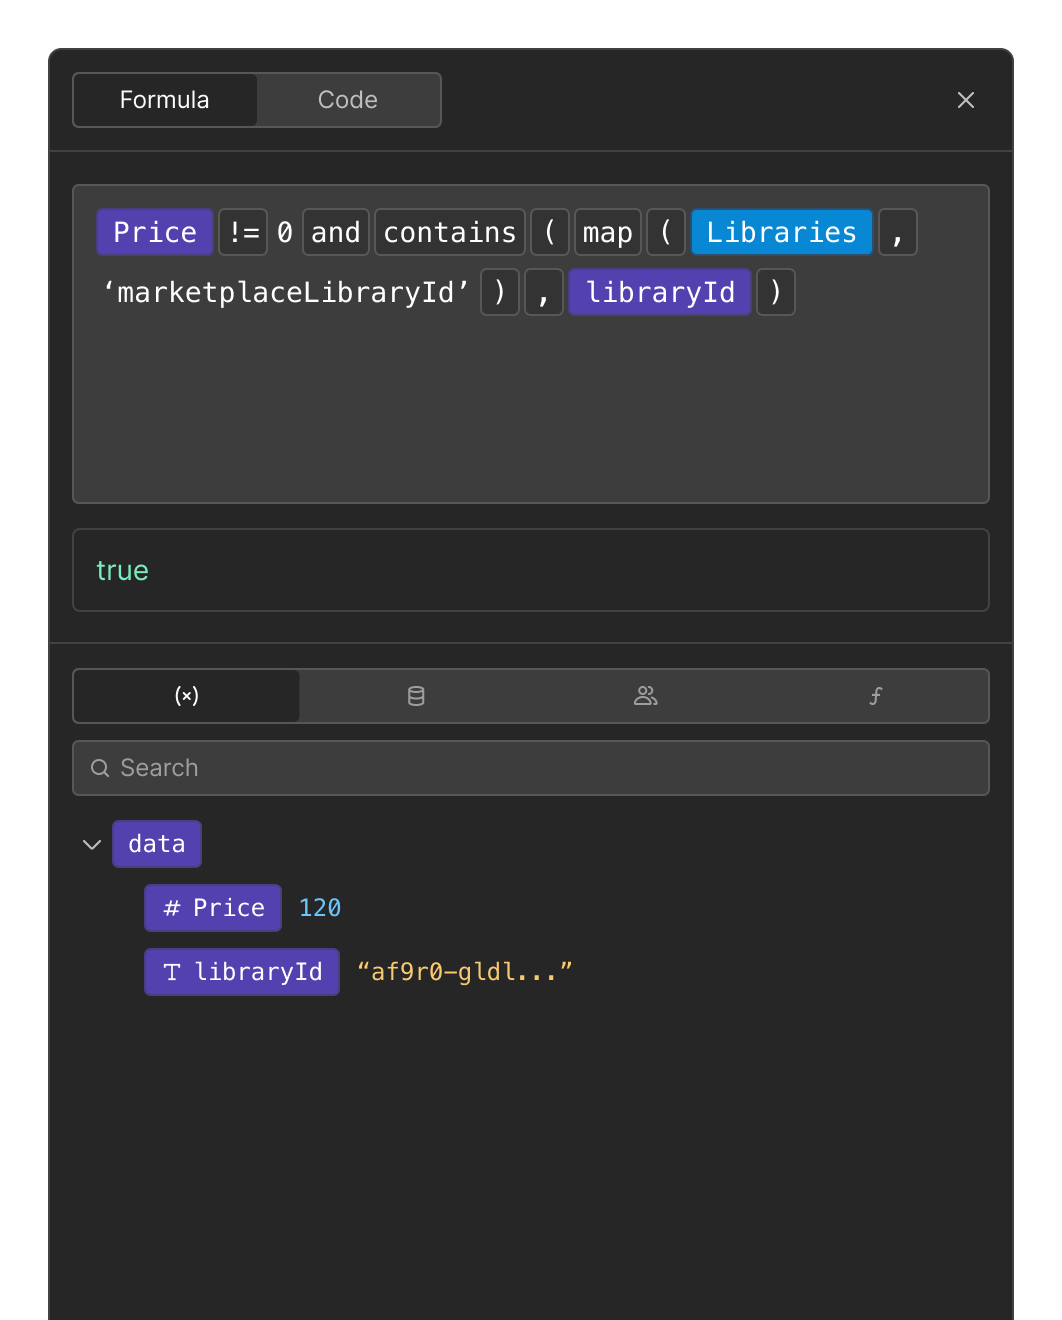 Formula Code
Price != 0 and contains ( map ( Libraries ,
‘marketplaceLibraryId’ ) , libraryId )
true
(×)
Search
data
# Price 120
T libraryId “af9r0-gldl...”